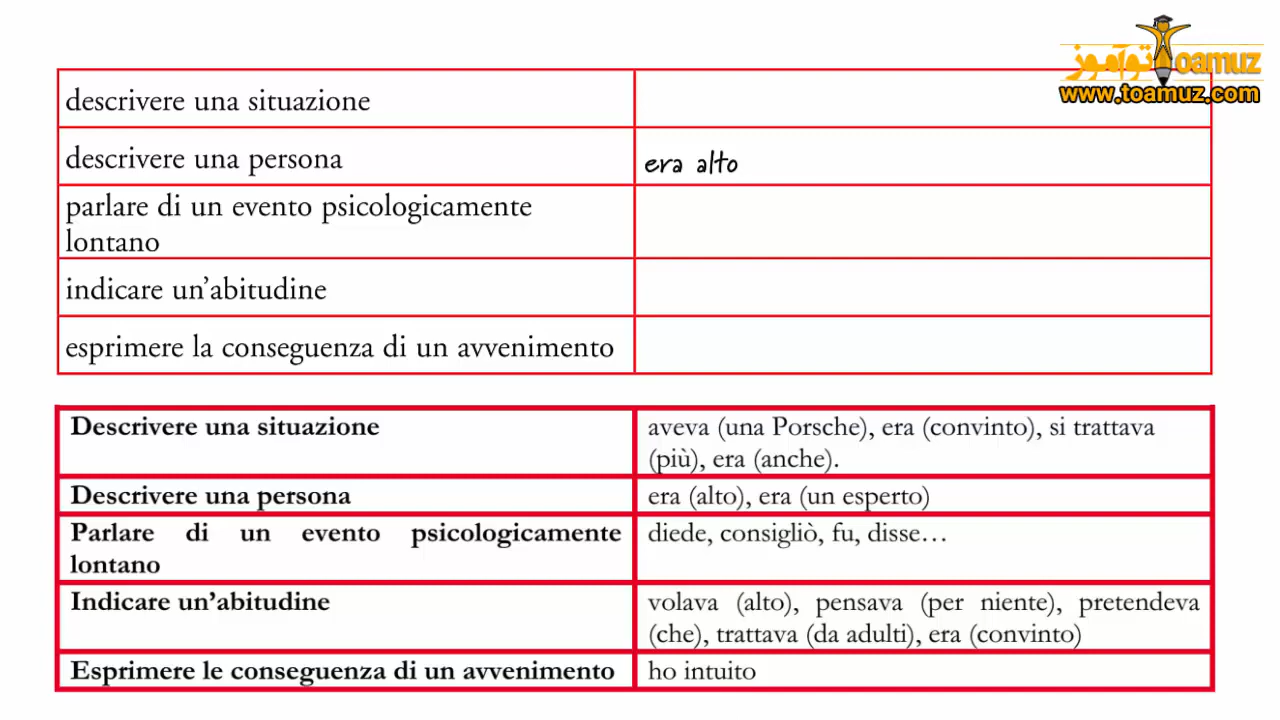 توآموز Toamuz
www.toamuz.com
descrivere una situazione
descrivere una persona
era alto
parlare di un evento psicologicamente
lontano
indicare un'abitudine
esprimere la conseguenza di un avvenimento
Descrivere una situazione
aveva (una Porsche), era (convinto), si trattava
(più), era (anche).
Descrivere una persona
era (alto), era (un esperto)
Parlare di un evento psicologicamente
lontano
diede, consigliò, fu, disse…
Indicare un’abitudine
volava (alto), pensava (per niente), pretendeva
(che), trattava (da adulti), era (convinto)
Esprimere le conseguenza di un avvenimento
ho intuito